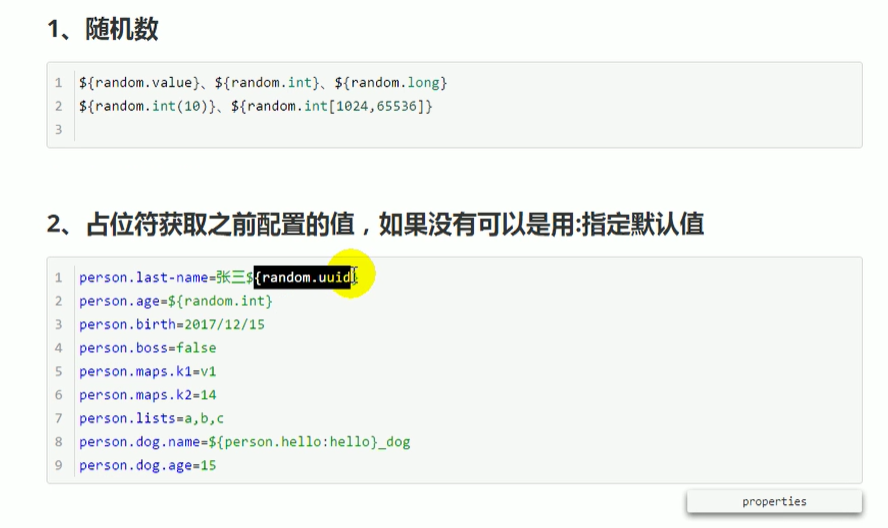 1、随机数
1 ${random.value}、${random.int}、${random.long}
2 ${random.int(10)}、${random.int[1024,65536]}
3
2、占位符获取之前配置的值，如果没有可以是用:指定默认值
1 person.last-name=张三${random.uuid}
2 person.age=${random.int}
3 person.birth=2017/12/15
4 person.boss=false
5 person.maps.k1=v1
6 person.maps.k2=14
7 person.lists=a,b,c
8 person.dog.name=${person.hello:hello}_dog
9 person.dog.age=15
properties